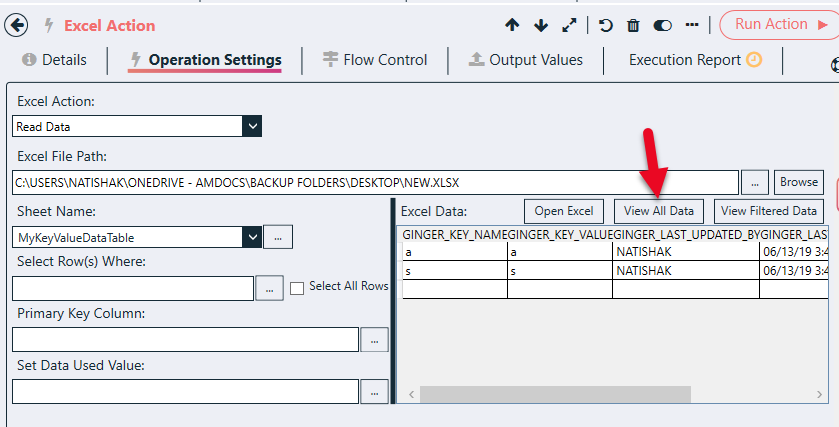 Excel Action
Run Action
Details
Operation Settings
Flow Control
Output Values
Execution Report
Excel Action:
Read Data
Excel File Path:
C:\USERS\NATISHAK\ONEDRIVE - AMDOCS\BACKUP FOLDERS\DESKTOP\NEW.XLSX
...
Browse
Sheet Name:
MyKeyValueDataTable
...
Select Row(s) Where:
...
Select All Rows
Primary Key Column:
...
Set Data Used Value:
...
Excel Data:
Open Excel
View All Data
View Filtered Data
GINGER_KEY_NAME GINGER_KEY_VALUE GINGER_LAST_UPDATED_BY GINGER_LAS
a a NATISHAK 06/13/19 3:4
s s NATISHAK 06/13/19 3:4